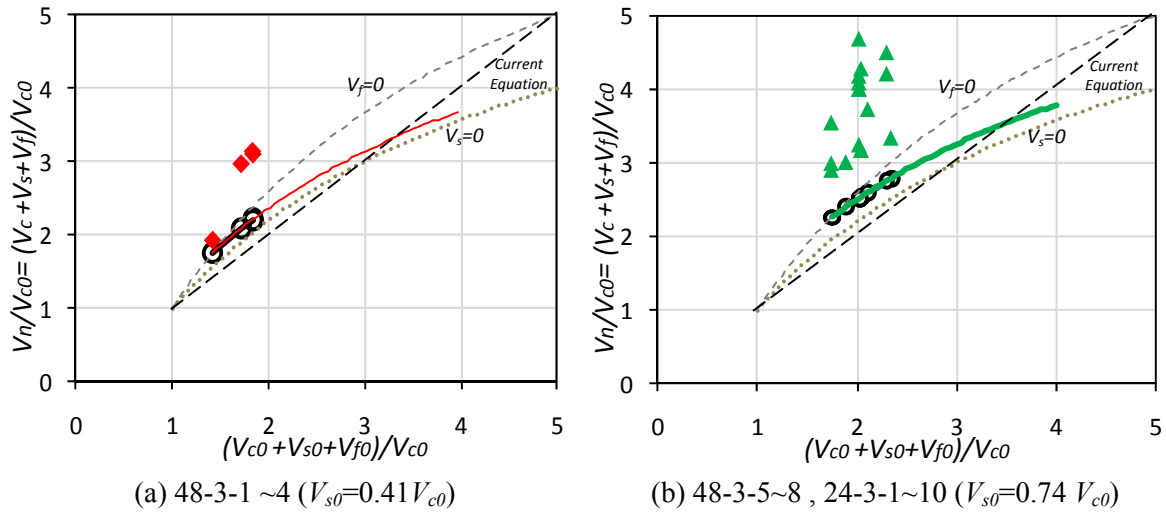 Vn/Vc0= (Vc +Vs+Vf)/Vc0
5
4
3
2
1
0
Vf=0
Current
Equation
Vs=0
0 1 2 3 4 5
(Vc0 +Vs0+Vf0)/Vc0
(a) 48-3-1 ~4 (Vs0=0.41Vc0)
Vn/Vc0= (Vc +Vs+Vf)/Vc0
5
4
3
2
1
0
Vf=0
Current
Equation
Vs=0
0 1 2 3 4 5
(Vc0 +Vs0+Vf0)/Vc0
(b) 48-3-5~8 , 24-3-1~10 (Vs0=0.74 Vc0)